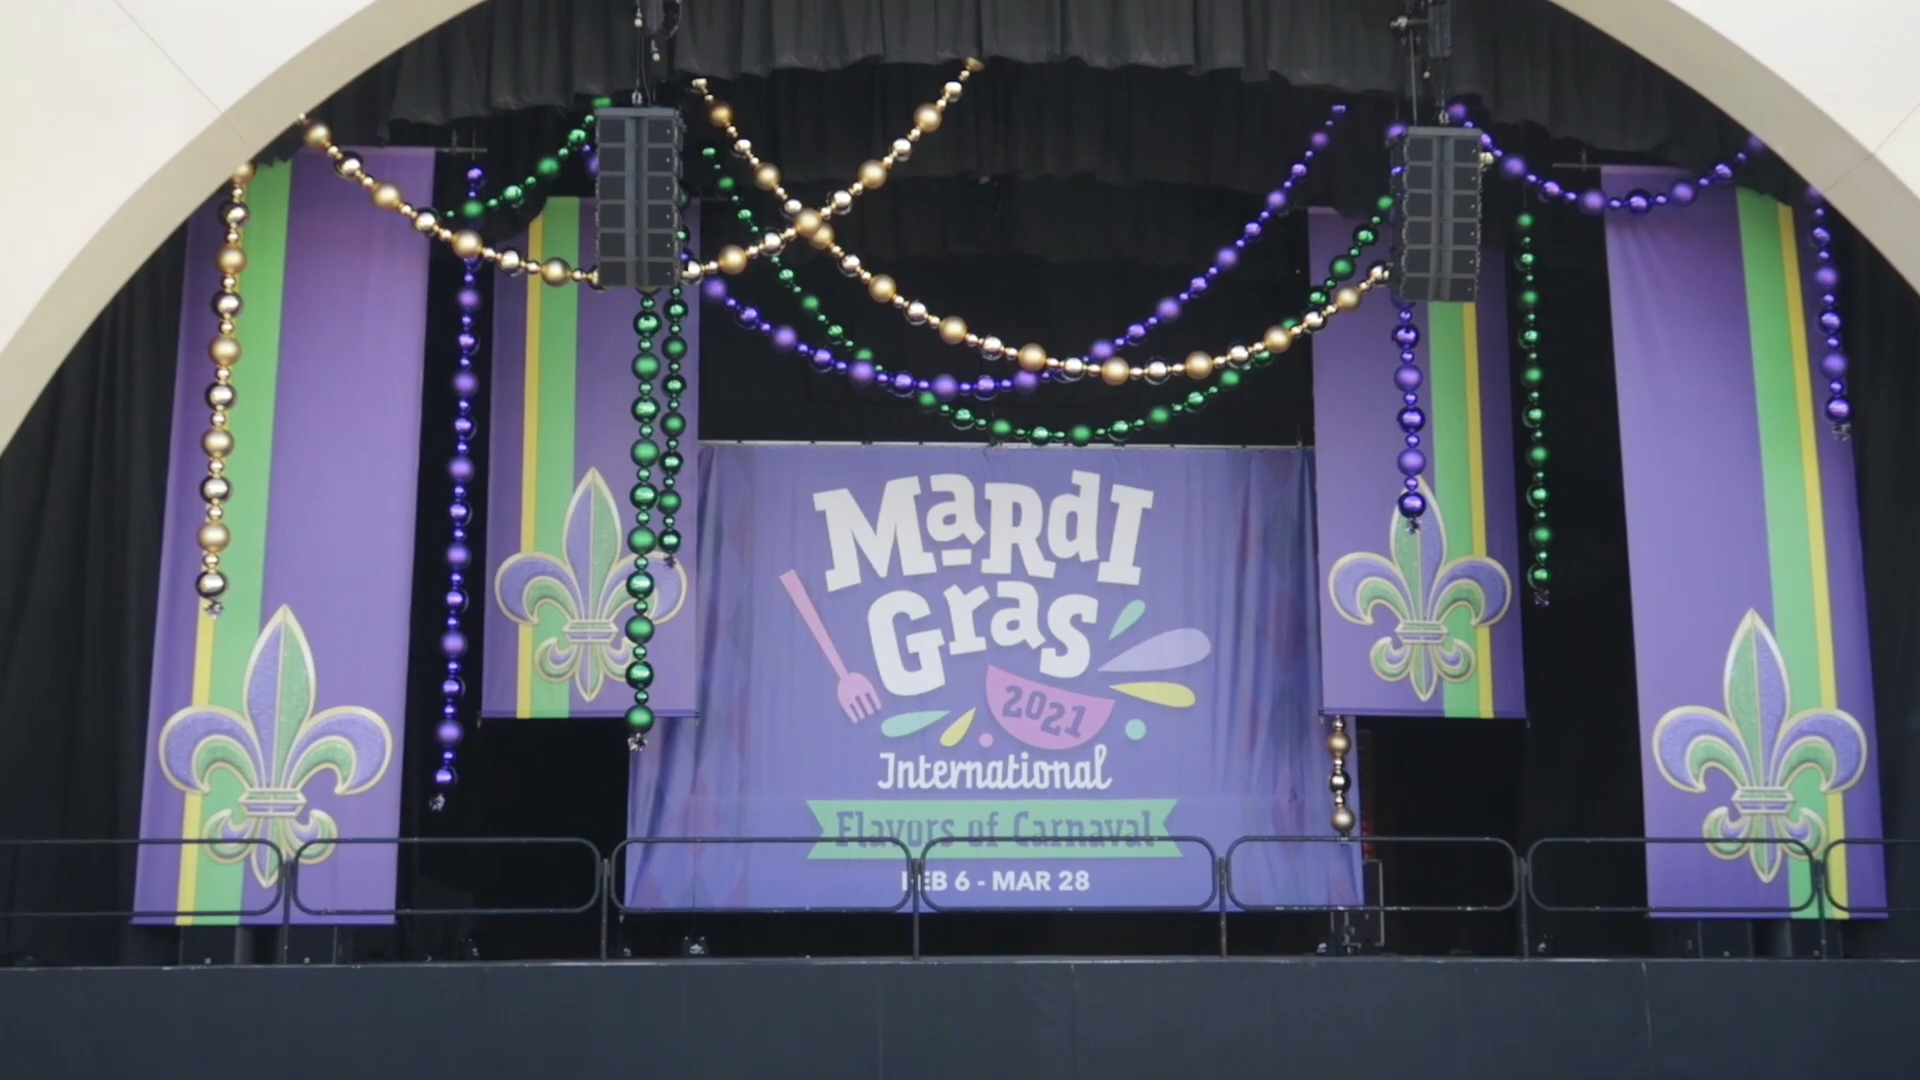 MaRdI
Gras
2021
International
Flavors of Carnaval
FEB 6 - MAR 28